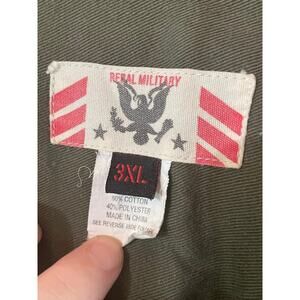 REBAL MILITARY
3XL
60% COTTON
40% POLYESTER
MADE IN CHINA
SEE REVERSE SIDE FOR CARE